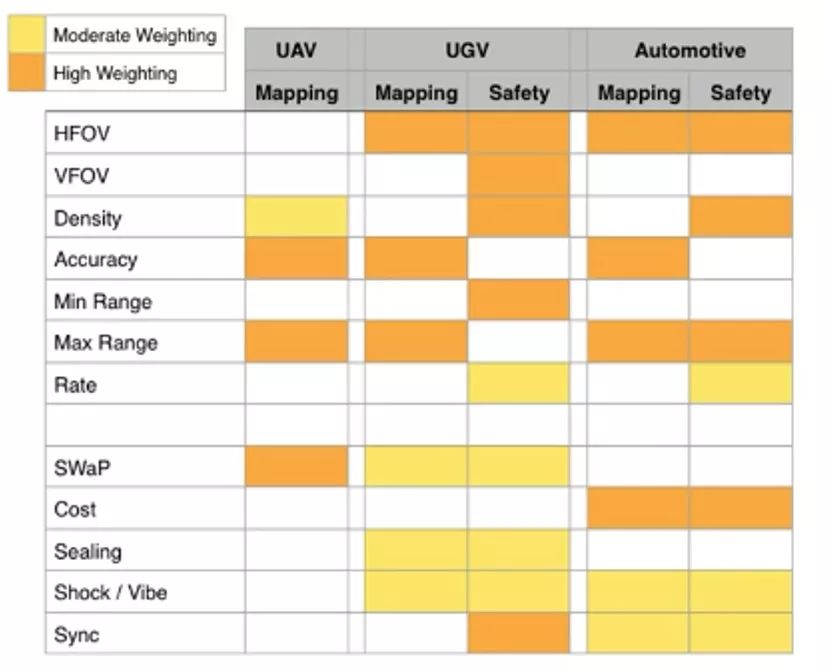 Moderate Weighting
High Weighting
UAV UGV Automotive
Mapping Mapping Safety Mapping Safety
HFOV
VFOV
Density
Accuracy
Min Range
Max Range
Rate
SWaP
Cost
Sealing
Shock / Vibe
Sync